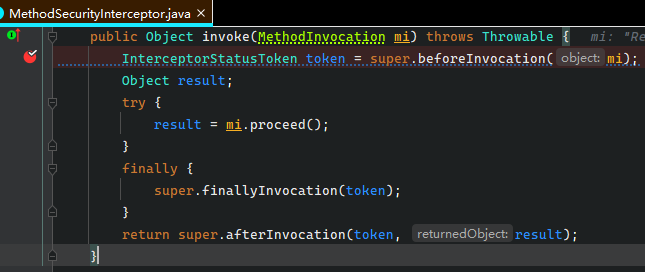 MethodSecurityInterceptor.java ×
public Object invoke(MethodInvocation mi) throws Throwable { mi: "Re
InterceptorStatusToken token = super.beforeInvocation( object: mi);
Object result;
try {
result = mi.proceed();
}
finally {
super.finallyInvocation(token);
}
return super.afterInvocation(token, returnedObject: result);
}